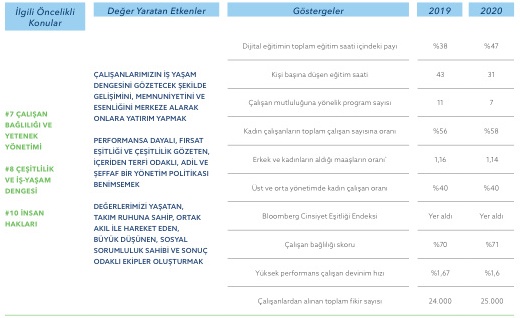 İlgili Öncelikli
Konular
Değer Yaratan Etkenler
Göstergeler
2019
2020
#7 ÇALIŞAN
BAĞLILIĞI VE
YETENEK
YÖNETİMİ
#8 ÇEŞİTLİLİK
VE İŞ-YAŞAM
DENGESİ
#10 İNSAN
HAKLARI
ÇALIŞANLARIMIZIN İŞ YAŞAM
DENGESİNİ GÖZETECEK ŞEKİLDE
GELİŞİMİNİ, MEMNUNİYETİNİ VE
ESENLİĞİNİ MERKEZE ALARAK
ONLARA YATIRIM YAPMAK
PERFORMANSA DAYALI, FIRSAT
EŞİTLİĞİ VE ÇEŞİTLİLİK GÖZETEN,
İÇERİDEN TERFİ ODAKLI, ADİL VE
ŞEFFAF BİR YÖNETİM POLİTİKASI
BENİMSEMEK
DEĞERLERİMİZİ YAŞATAN,
TAKIM RUHUNA SAHİP, ORTAK
AKIL İLE HAREKET EDEN,
BÜYÜK DÜŞÜNEN, SOSYAL
SORUMLULUK SAHİBİ VE SONUÇ
ODAKLI EKİPLER OLUŞTURMAK
Dijital eğitimin toplam eğitim saati içindeki payı %38 %47
Kişi başına düşen eğitim saati 43 31
Çalışan mutluluğuna yönelik program sayısı 11 7
Kadın çalışanların toplam çalışan sayısına oranı %56 %58
Erkek ve kadınların aldığı maaşların oranı 1,16 1,14
Üst ve orta yönetimde kadın çalışan oranı %40 %40
Bloomberg Cinsiyet Eşitliği Endeksi Yer aldı Yer aldı
Çalışan bağlılığı skoru %70 %71
Yüksek performans çalışan devinim hızı %1,67 %1,6
Çalışanlardan alınan toplam fikir sayısı 24.000 25.000